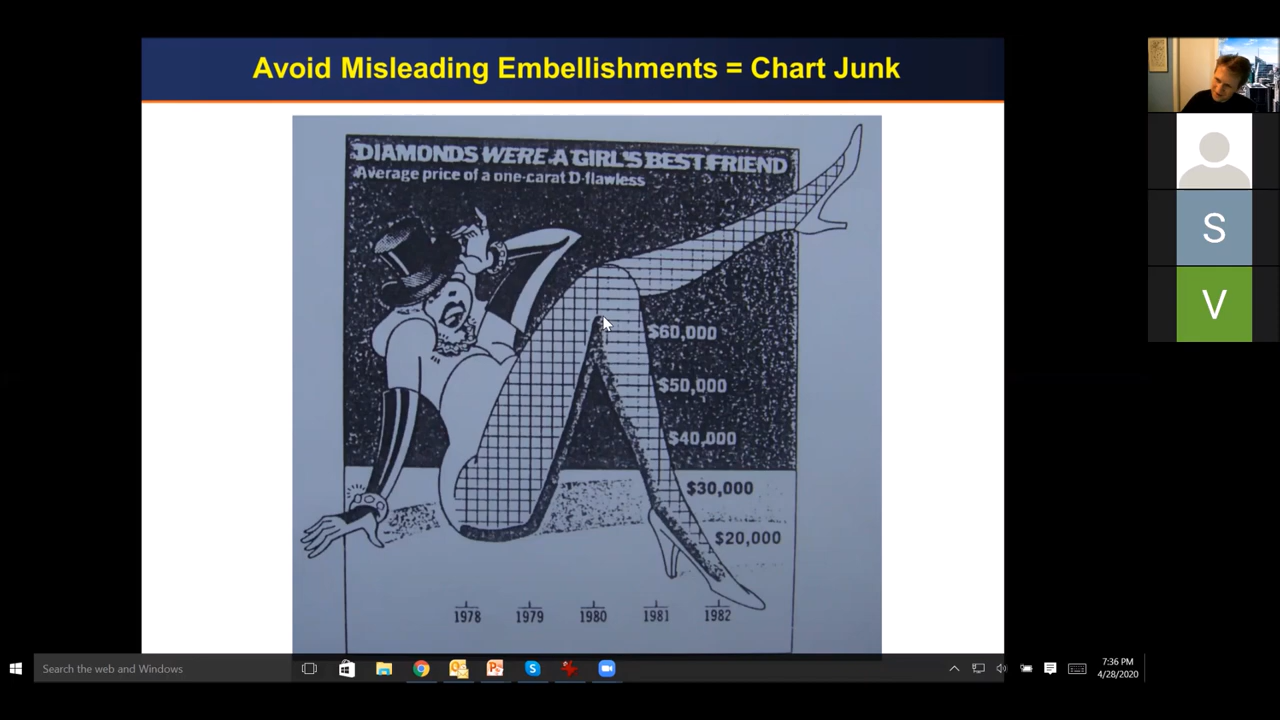 Avoid Misleading Embellishments = Chart Junk
DIAMONDS WERE A GIRL'S BEST FRIEND
Average price of a one-carat D-flawless
$60,000
$50,000
$40,000
$30,000
$20,000
1978 1979 1980 1981 1982
S
V
Search the web and Windows
7:36 PM
4/28/2020